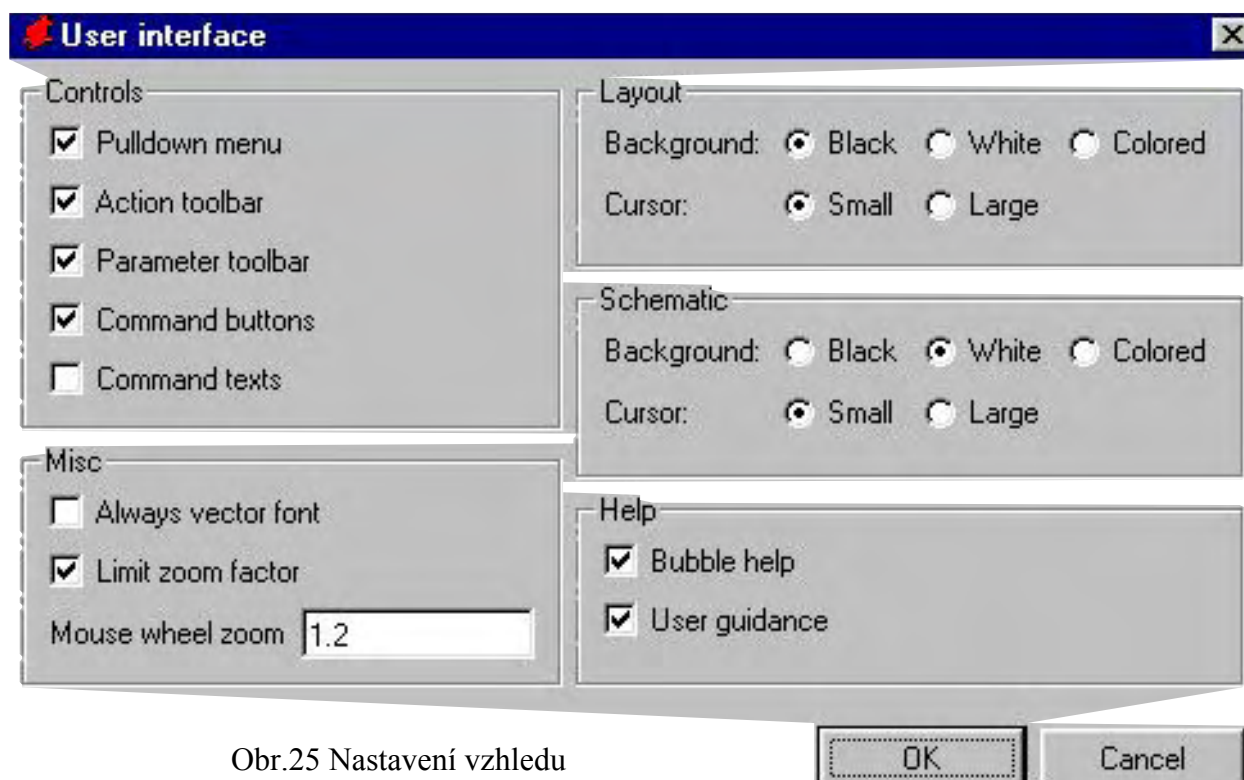 User interface
Controls
Pulldown menu
Action toolbar
Parameter toolbar
Command buttons
Command texts
Misc
Always vector font
Limit zoom factor
Mouse wheel zoom 1.2
Layout
Background: Black White Colored
Cursor: Small Large
Schematic
Background: Black White Colored
Cursor: Small Large
Help
Bubble help
User guidance
OK Cancel
Obr.25 Nastavení vzhledu